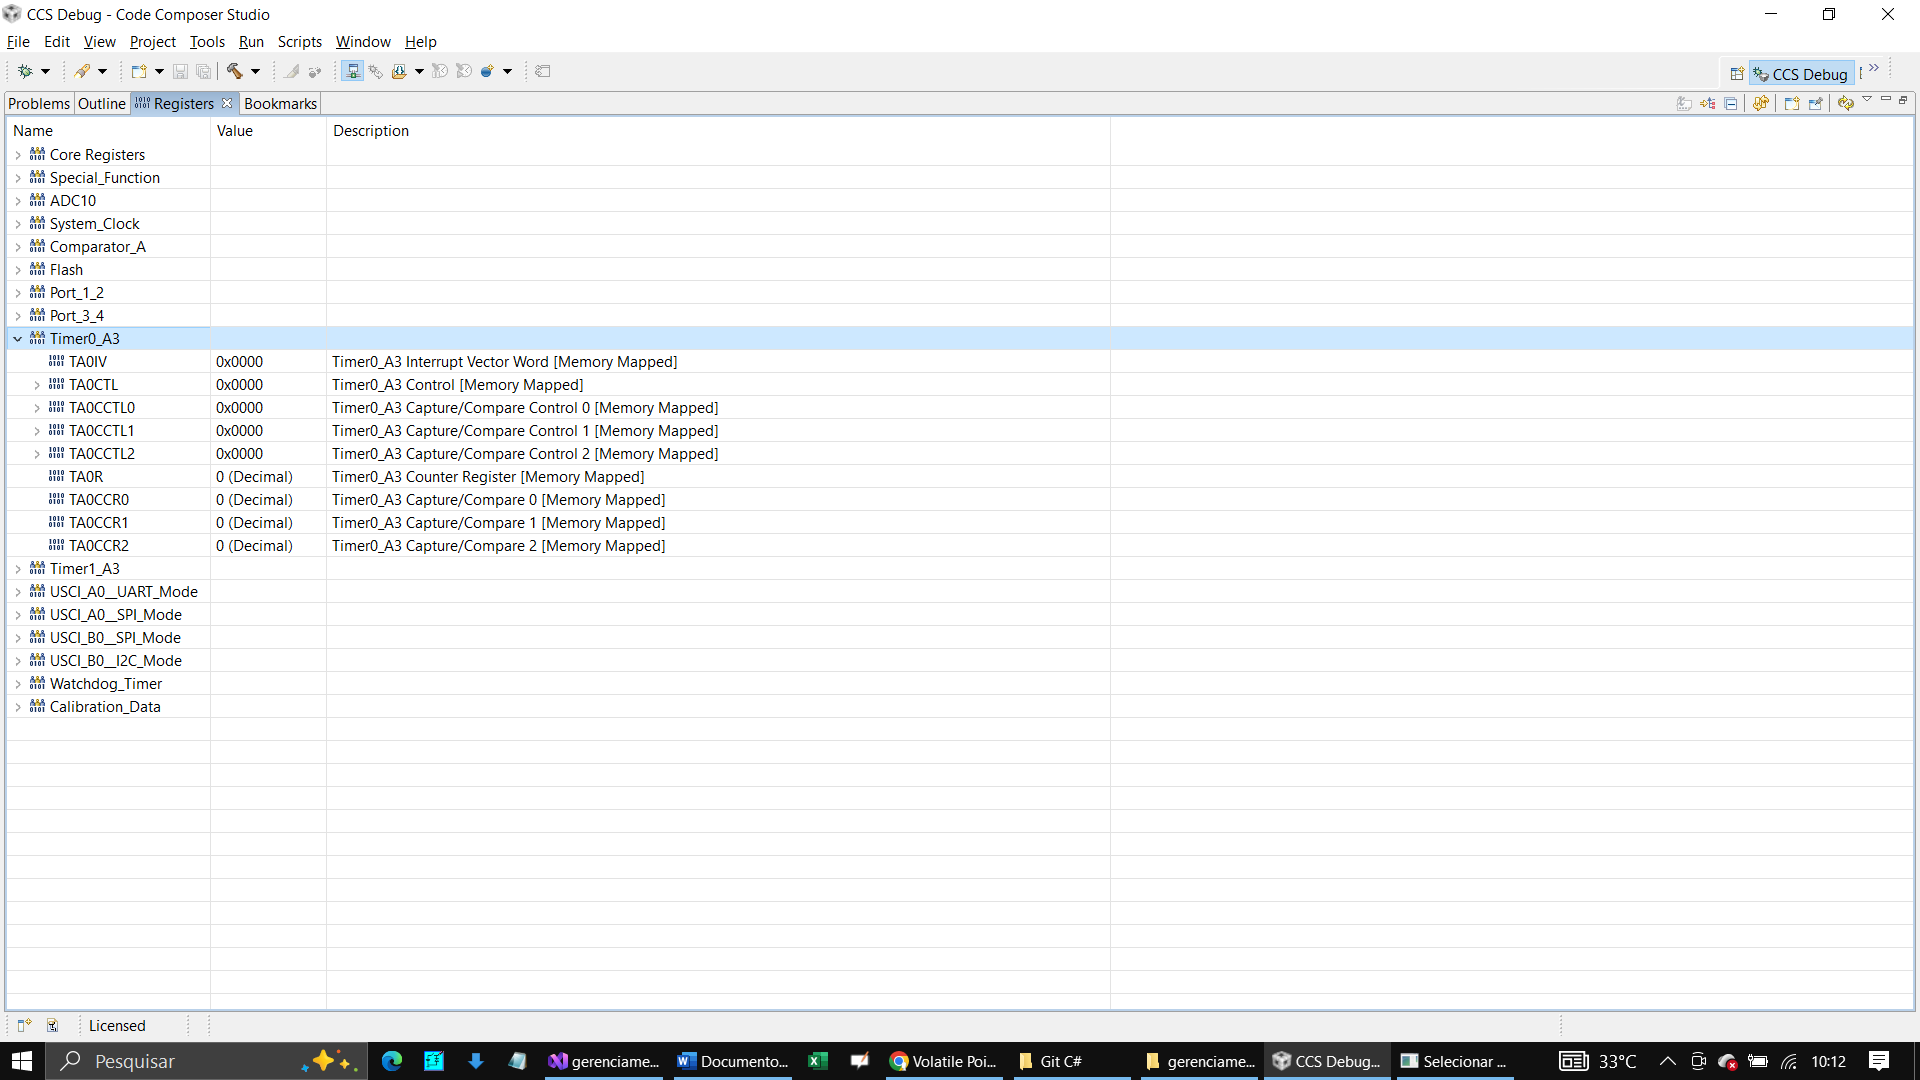 CCS Debug - Code Composer Studio
File Edit View Project Tools Run Scripts Window Help
CCS Debug
Problems Outline Registers Bookmarks
Name Value Description
Core Registers
Special_Function
ADC10
System_Clock
Comparator_A
Flash
Port_1_2
Port_3_4
Timer0_A3
TA0IV 0x0000 Timer0_A3 Interrupt Vector Word [Memory Mapped]
TA0CTL 0x0000 Timer0_A3 Control [Memory Mapped]
TA0CCTL0 0x0000 Timer0_A3 Capture/Compare Control 0 [Memory Mapped]
TA0CCTL1 0x0000 Timer0_A3 Capture/Compare Control 1 [Memory Mapped]
TA0CCTL2 0x0000 Timer0_A3 Capture/Compare Control 2 [Memory Mapped]
TA0R 0 (Decimal) Timer0_A3 Counter Register [Memory Mapped]
TA0CCR0 0 (Decimal) Timer0_A3 Capture/Compare 0 [Memory Mapped]
TA0CCR1 0 (Decimal) Timer0_A3 Capture/Compare 1 [Memory Mapped]
TA0CCR2 0 (Decimal) Timer0_A3 Capture/Compare 2 [Memory Mapped]
Timer1_A3
USCI_A0__UART_Mode
USCI_A0__SPI_Mode
USCI_B0__SPI_Mode
USCI_B0__I2C_Mode
Watchdog_Timer
Calibration_Data
Licensed
Pesquisar gerenciame... Documento... Volatile Poi... Git C# gerenciame... CCS Debug... Selecionar ... 33°C 10:12